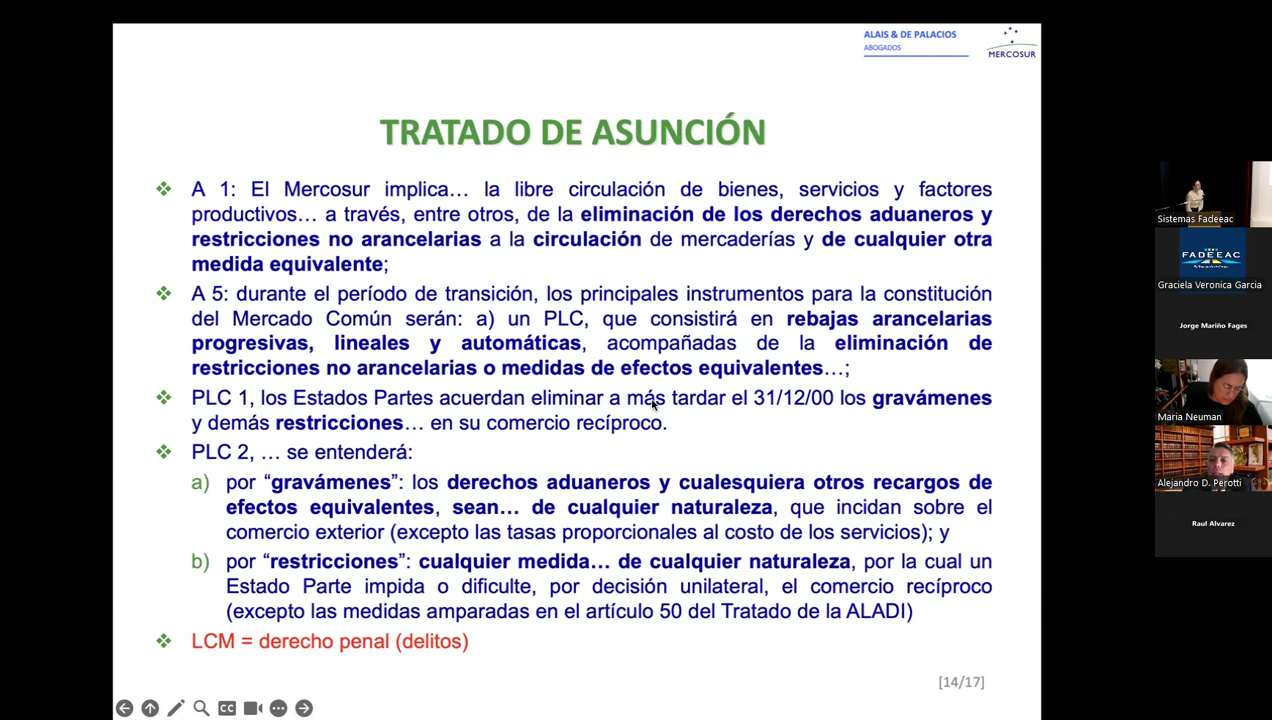 ALAIS & DE PALACIOS
ABOGADOS
MERCOSUR
TRATADO DE ASUNCIÓN
A 1: El Mercosur implica… la libre circulación de bienes, servicios y factores
productivos… a través, entre otros, de la eliminación de los derechos aduaneros y
restricciones no arancelarias a la circulación de mercaderías y de cualquier otra
medida equivalente;
A 5: durante el período de transición, los principales instrumentos para la constitución
del Mercado Común serán: a) un PLC, que consistirá en rebajas arancelarias
progresivas, lineales y automáticas, acompañadas de la eliminación de
restricciones no arancelarias o medidas de efectos equivalentes…;
PLC 1, los Estados Partes acuerdan eliminar a más tardar el 31/12/00 los gravámenes
y demás restricciones… en su comercio recíproco.
PLC 2, … se entenderá:
a) por “gravámenes”: los derechos aduaneros y cualesquiera otros recargos de
efectos equivalentes, sean… de cualquier naturaleza, que incidan sobre el
comercio exterior (excepto las tasas proporcionales al costo de los servicios); y
b) por “restricciones”: cualquier medida… de cualquier naturaleza, por la cual un
Estado Parte impida o dificulte, por decisión unilateral, el comercio recíproco
(excepto las medidas amparadas en el artículo 50 del Tratado de la ALADI)
LCM = derecho penal (delitos)
[14/17]
CC
Sistemas Fadeeac
FADEEAC
Graciela Veronica Garcia
Jorge Mariño Fages
Maria Neuman
Alejandro D. Perotti
Raul Alvarez